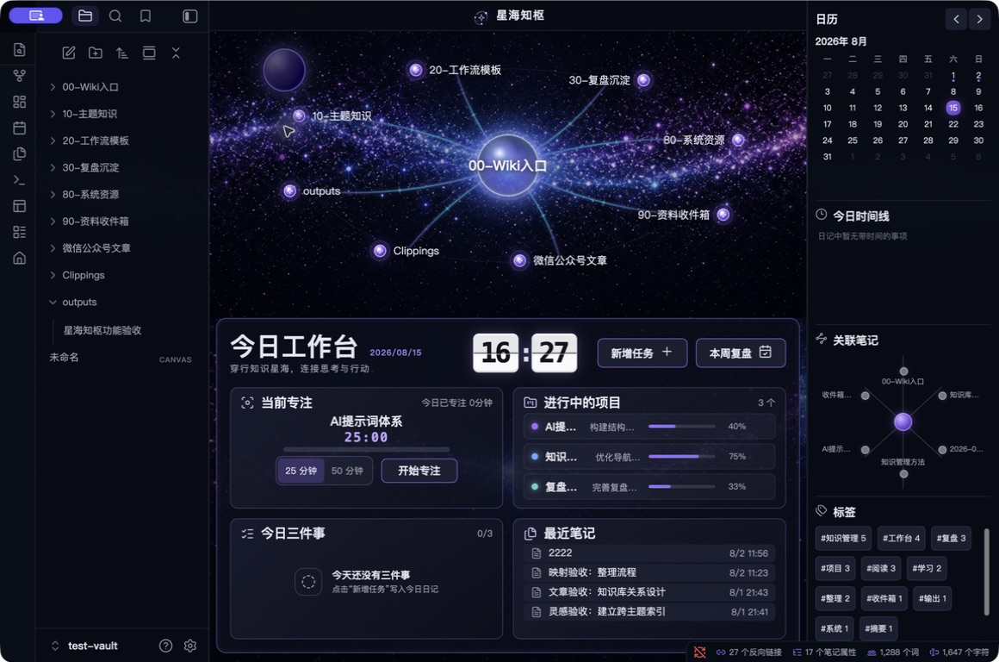 星海知枢
00-Wiki入口
10-主题知识
20-工作流模板
30-复盘沉淀
80-系统资源
90-资料收件箱
微信公众号文章
Clippings
outputs
星海知枢功能验收
未命名 CANVAS
test-vault
20-工作流模板
30-复盘沉淀
10-主题知识
80-系统资源
00-Wiki入口
outputs
90-资料收件箱
Clippings
微信公众号文章
今日工作台 2026/08/15
穿行知识星海，连接思考与行动
16:27
新增任务
本周复盘
当前专注 今日已专注 0分钟
AI提示词体系
25:00
25 分钟 50 分钟 开始专注
进行中的项目 3 个
AI提... 构建结构... 40%
知识... 优化导航... 75%
复盘... 完善复盘... 33%
今日三件事 0/3
今天还没有三件事
点击“新增任务”写入今日日记
最近笔记
2222 8/2 11:56
映射验收：整理流程 8/2 11:23
文章验收：知识库关系设计 8/1 21:43
灵感验收：建立跨主题索引 8/1 21:41
日历
2026年 8月
一 二 三 四 五 六 日
27 28 29 30 31 1 2
3 4 5 6 7 8 9
10 11 12 13 14 15 16
17 18 19 20 21 22 23
24 25 26 27 28 29 30
31 1 2 3 4 5 6
今日时间线
日记中暂无带时间的事项
关联笔记
00-Wiki入口
收件箱... 知识库...
AI提示... 2026-0...
知识管理方法
标签
#知识管理 5 #工作台 4 #复盘 3
#项目 3 #阅读 3 #学习 2
#整理 2 #收件箱 1 #输出 1
#系统 1 #摘要 1
27 个反向链接 17 个笔记属性 1,288 个词 1,647 个字符